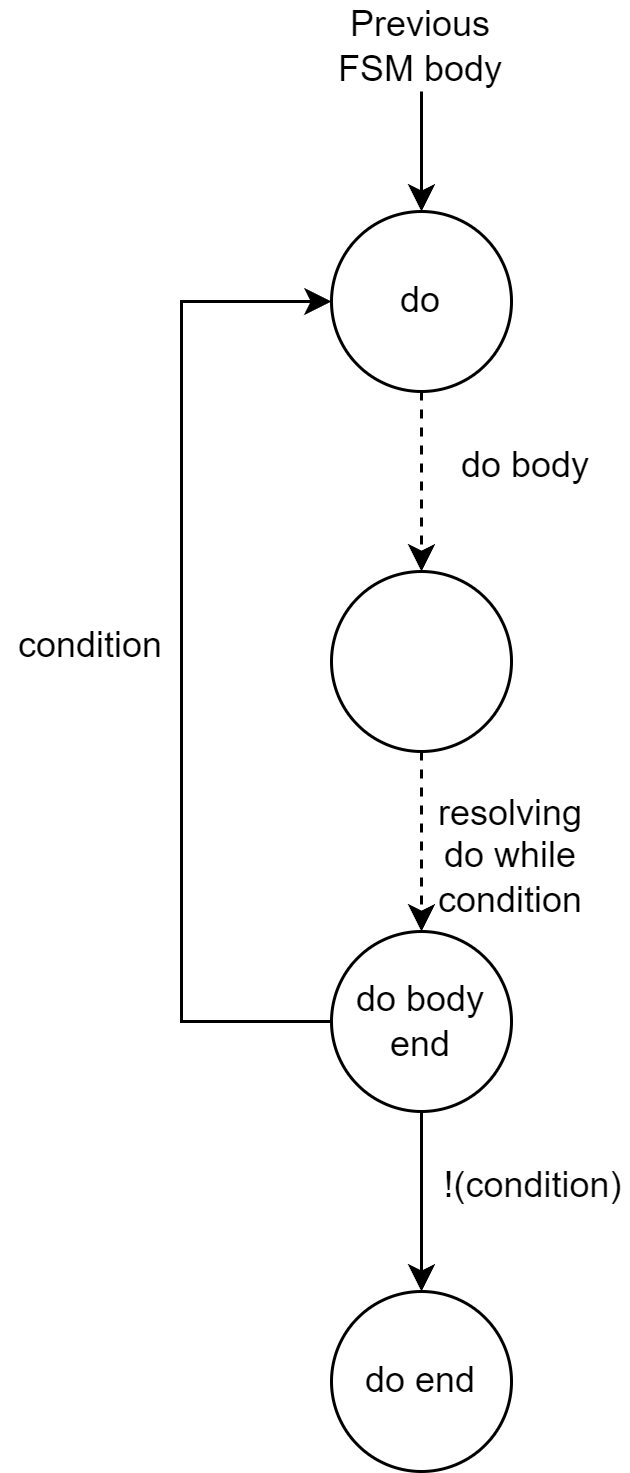 Previous
FSM body
do
do body
condition
resolving
do while
condition
do body
end
!(condition)
do end